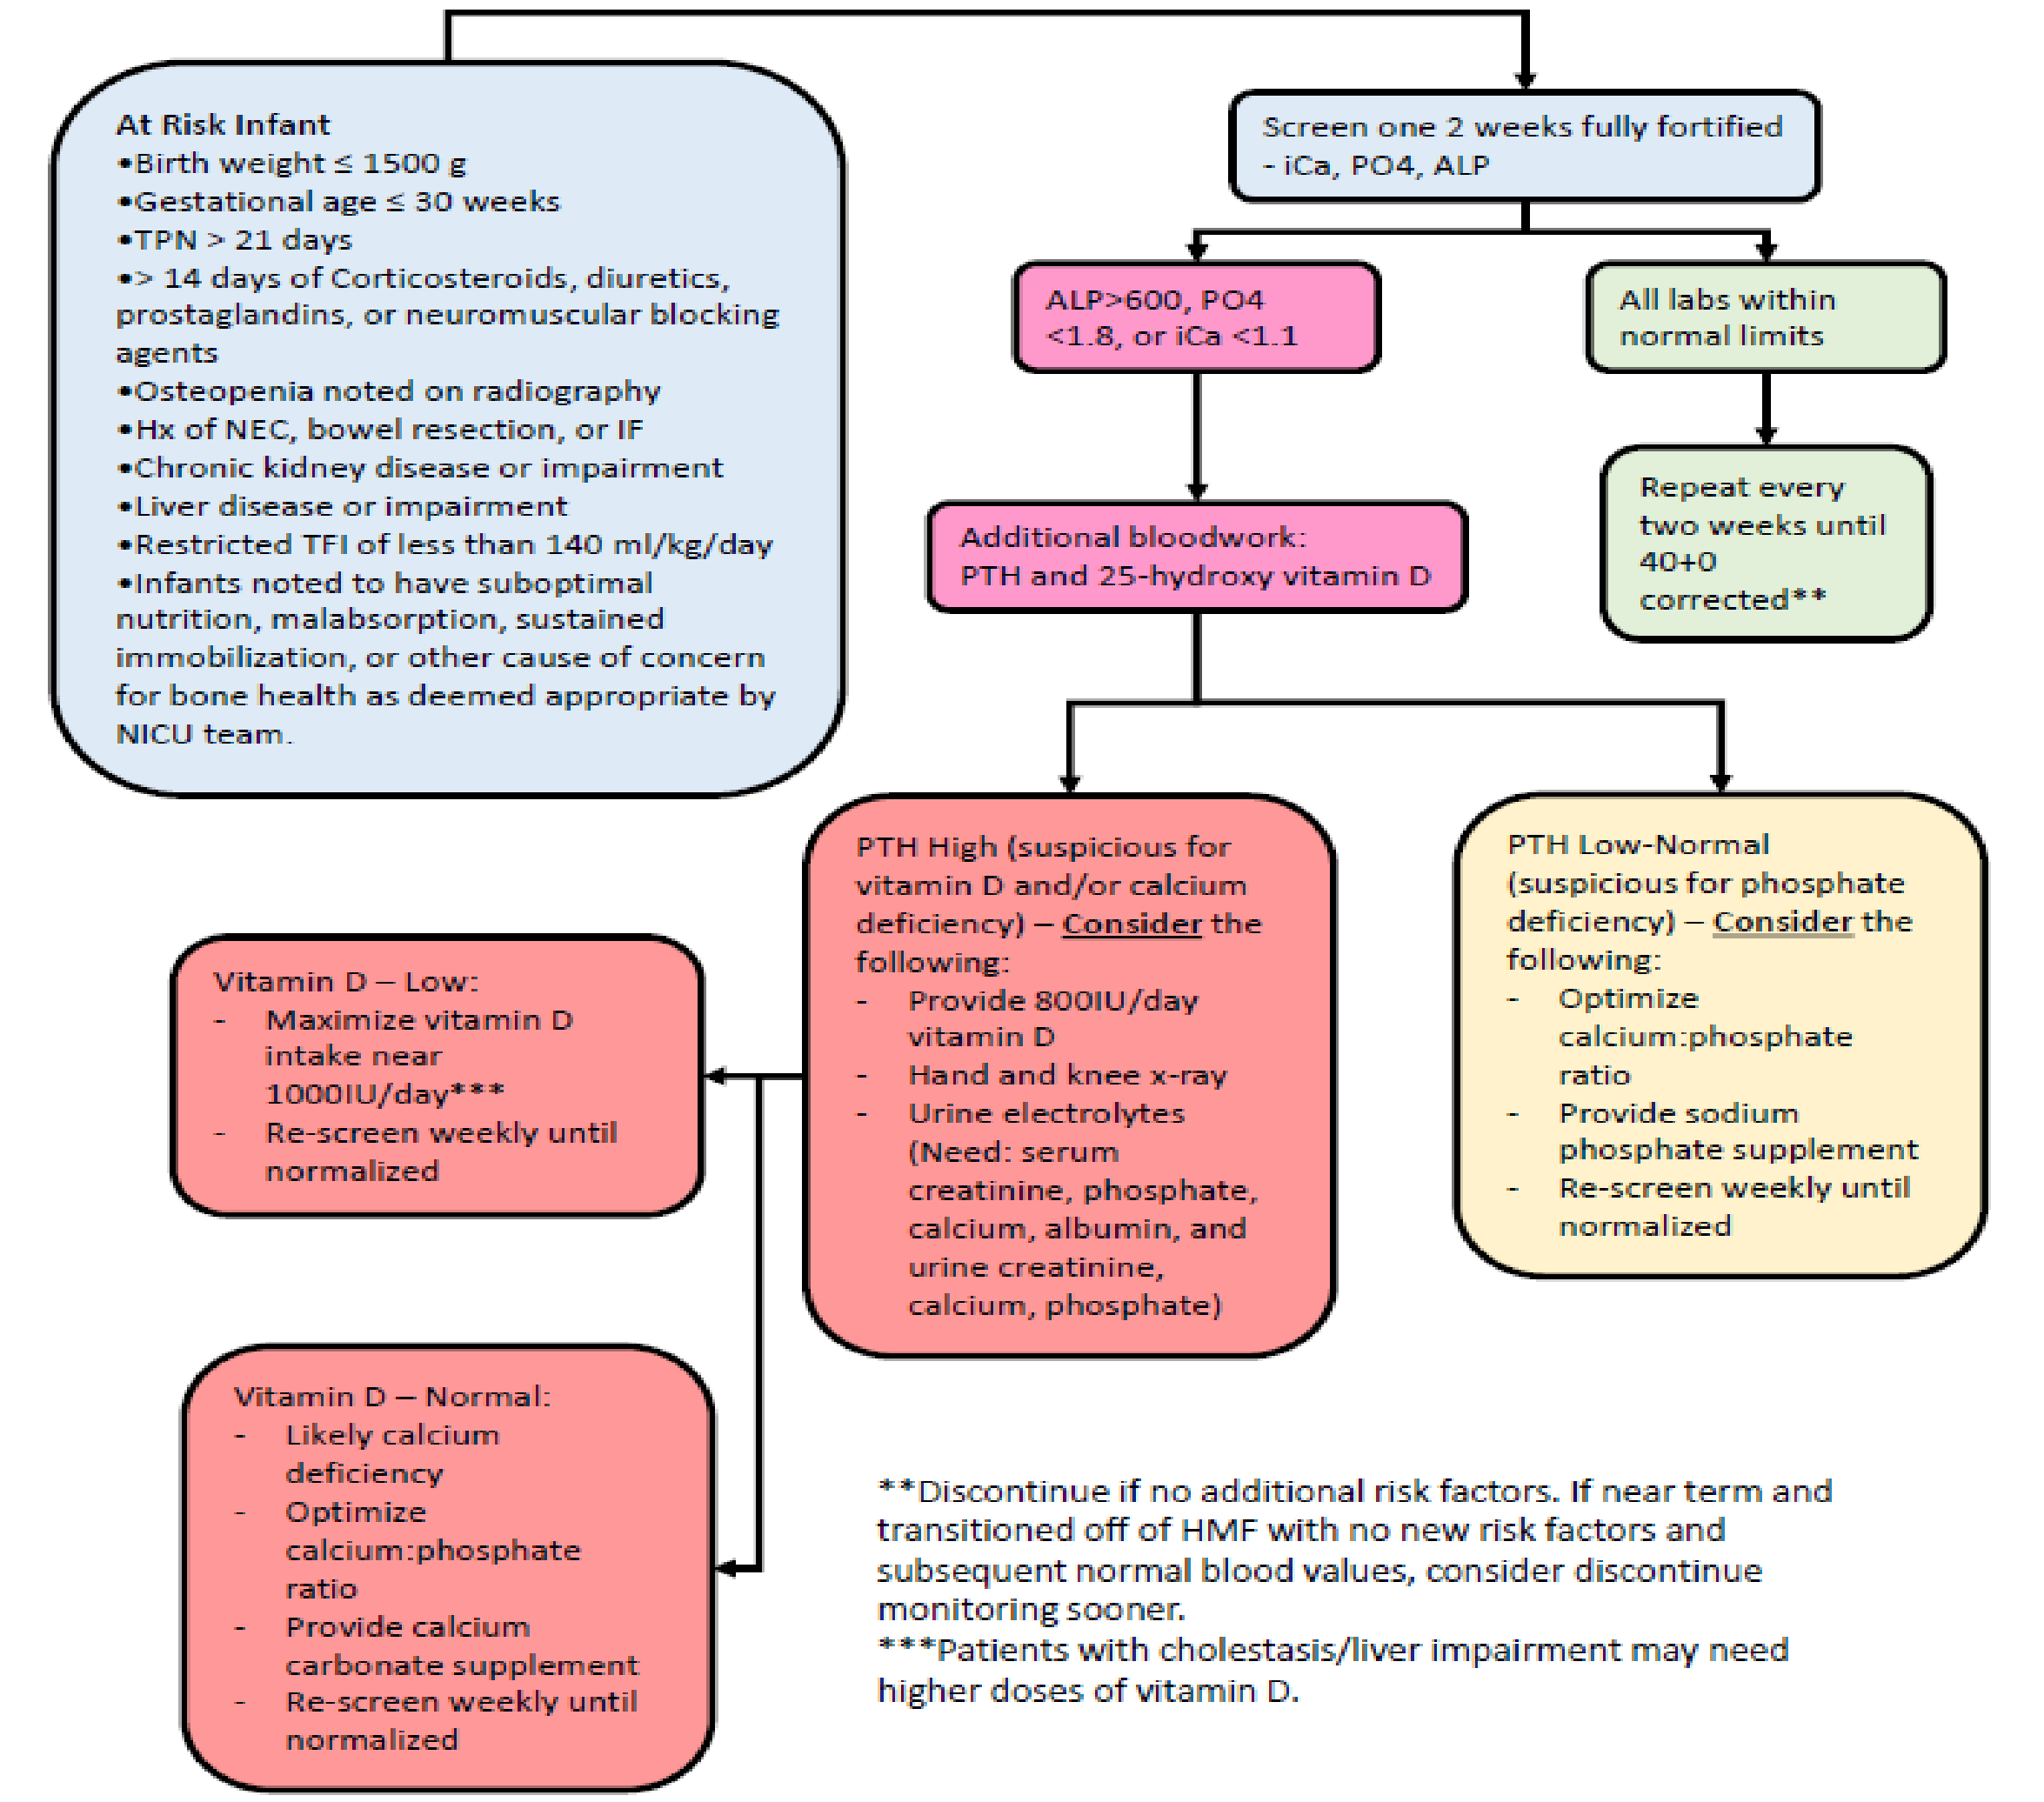 At Risk Infant
•Birth weight ≤ 1500 g
•Gestational age ≤ 30 weeks
•TPN > 21 days
•> 14 days of Corticosteroids, diuretics,
prostaglandins, or neuromuscular blocking
agents
•Osteopenia noted on radiography
•Hx of NEC, bowel resection, or IF
•Chronic kidney disease or impairment
•Liver disease or impairment
•Restricted TFI of less than 140 ml/kg/day
•Infants noted to have suboptimal
nutrition, malabsorption, sustained
immobilization, or other cause of concern
for bone health as deemed appropriate by
NICU team.
Screen one 2 weeks fully fortified
- iCa, PO4, ALP
ALP>600, PO4
<1.8, or iCa <1.1
All labs within
normal limits
Repeat every
two weeks until
40+0
corrected**
Additional bloodwork:
PTH and 25-hydroxy vitamin D
PTH High (suspicious for
vitamin D and/or calcium
deficiency) – Consider the
following:
- Provide 800IU/day
vitamin D
- Hand and knee x-ray
- Urine electrolytes
(Need: serum
creatinine, phosphate,
calcium, albumin, and
urine creatinine,
calcium, phosphate)
PTH Low-Normal
(suspicious for phosphate
deficiency) – Consider the
following:
- Optimize
calcium:phosphate
ratio
- Provide sodium
phosphate supplement
- Re-screen weekly until
normalized
Vitamin D – Low:
- Maximize vitamin D
intake near
1000IU/day***
- Re-screen weekly until
normalized
Vitamin D – Normal:
- Likely calcium
deficiency
- Optimize
calcium:phosphate
ratio
- Provide calcium
carbonate supplement
- Re-screen weekly until
normalized
**Discontinue if no additional risk factors. If near term and
transitioned off of HMF with no new risk factors and
subsequent normal blood values, consider discontinue
monitoring sooner.
***Patients with cholestasis/liver impairment may need
higher doses of vitamin D.